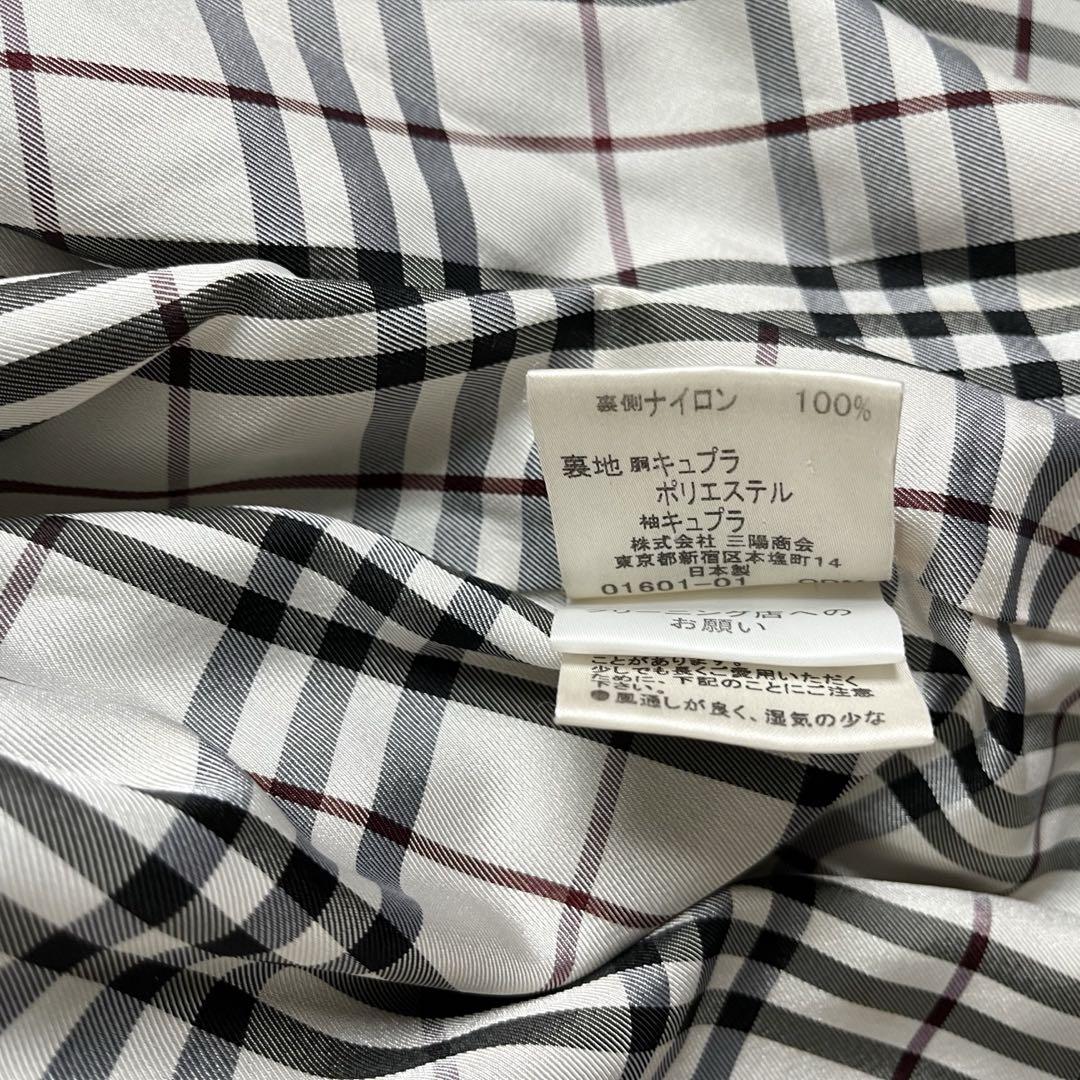 裏側ナイロン 100%
裏地 胴キュプラ
ポリエステル
袖キュプラ
株式会社 三陽商会
東京都新宿区本塩町14
日本製
01601-01
クリーニング店への
お願い
ことがあります。
少しでも良くご愛用いただく
ために、下記のことにご注意
下さい。
●風通しが良く、湿気の少な